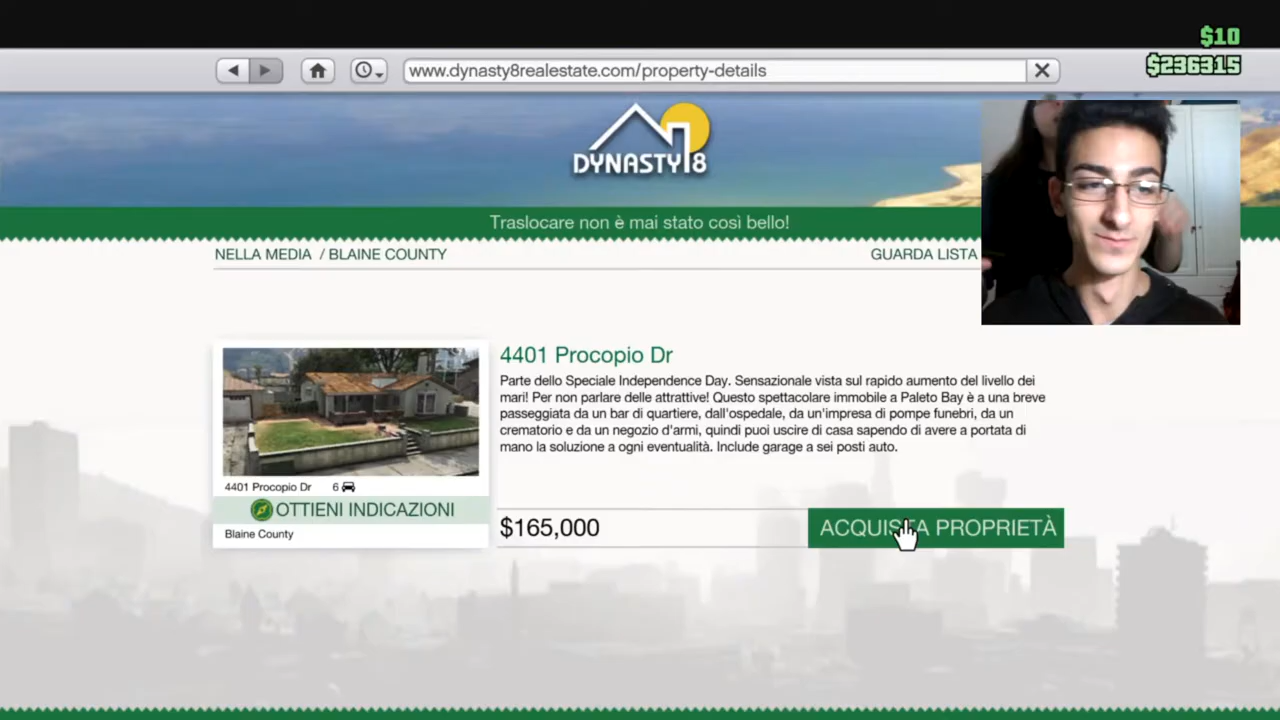 $10
$236315
www.dynasty8realestate.com/property-details
DYNASTY 8
Traslocare non è mai stato così bello!
NELLA MEDIA / BLAINE COUNTY
GUARDA LISTA
4401 Procopio Dr
Parte dello Speciale Independence Day. Sensazionale vista sul rapido aumento del livello dei
mari! Per non parlare delle attrattive! Questo spettacolare immobile a Paleto Bay è a una breve
passeggiata da un bar di quartiere, dall'ospedale, da un'impresa di pompe funebri, da un
crematorio e da un negozio d'armi, quindi puoi uscire di casa sapendo di avere a portata di
mano la soluzione a ogni eventualità. Include garage a sei posti auto.
4401 Procopio Dr 6
OTTIENI INDICAZIONI
Blaine County
$165,000
ACQUISTA PROPRIETÀ